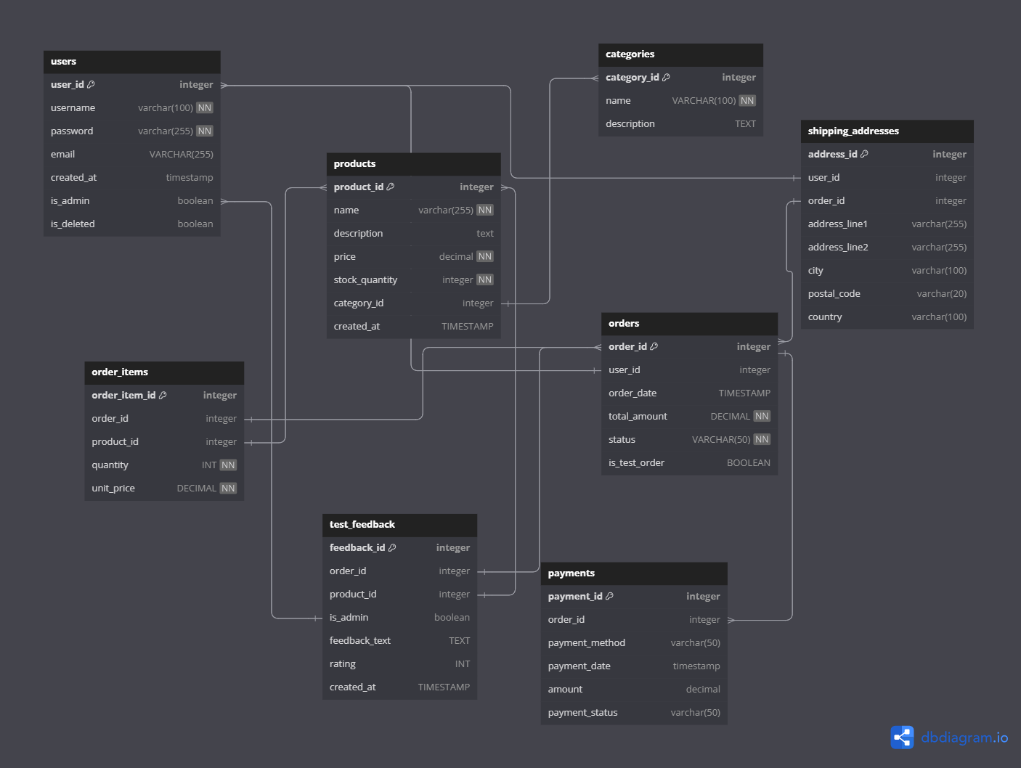 users
user_id integer
username varchar(100) NN
password varchar(255) NN
email VARCHAR(255)
created_at timestamp
is_admin boolean
is_deleted boolean
categories
category_id integer
name VARCHAR(100) NN
description TEXT
shipping_addresses
address_id integer
user_id integer
order_id integer
address_line1 varchar(255)
address_line2 varchar(255)
city varchar(100)
postal_code varchar(20)
country varchar(100)
products
product_id integer
name varchar(255) NN
description text
price decimal NN
stock_quantity integer NN
category_id integer
created_at TIMESTAMP
orders
order_id integer
user_id integer
order_date TIMESTAMP
total_amount DECIMAL NN
status VARCHAR(50) NN
is_test_order BOOLEAN
order_items
order_item_id integer
order_id integer
product_id integer
quantity INT NN
unit_price DECIMAL NN
test_feedback
feedback_id integer
order_id integer
product_id integer
is_admin boolean
feedback_text TEXT
rating INT
created_at TIMESTAMP
payments
payment_id integer
order_id integer
payment_method varchar(50)
payment_date timestamp
amount decimal
payment_status varchar(50)
dbdiagram.io